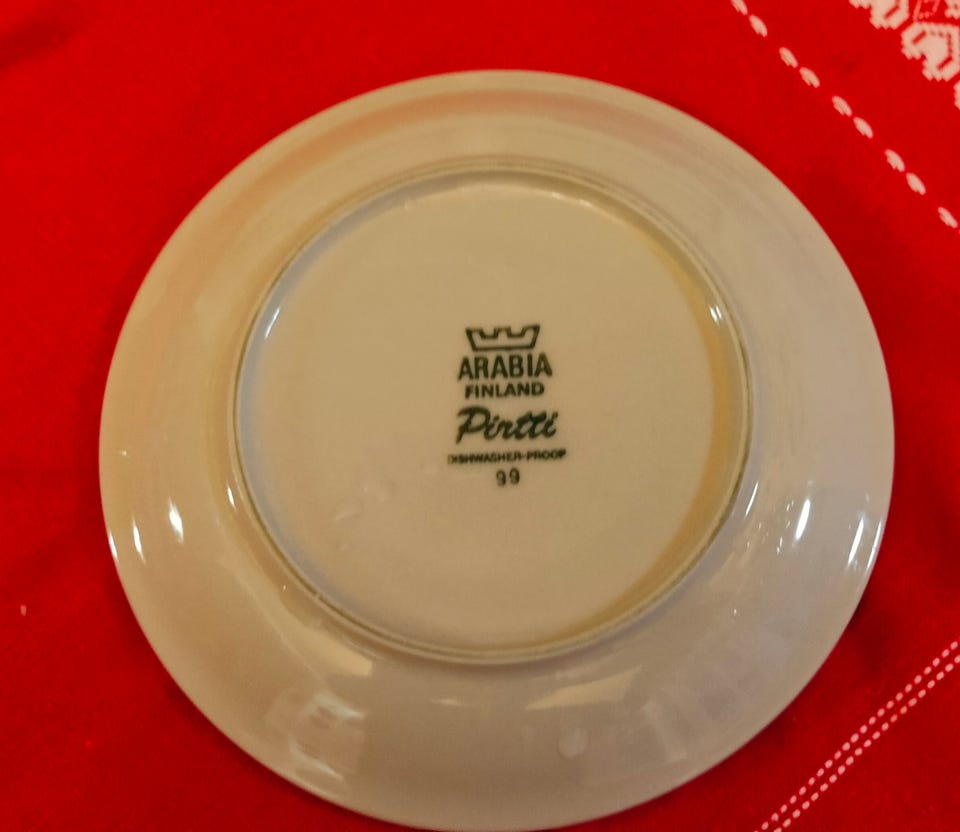 ARABIA
FINLAND
Pirtti
DISHWASHER-PROOF
99